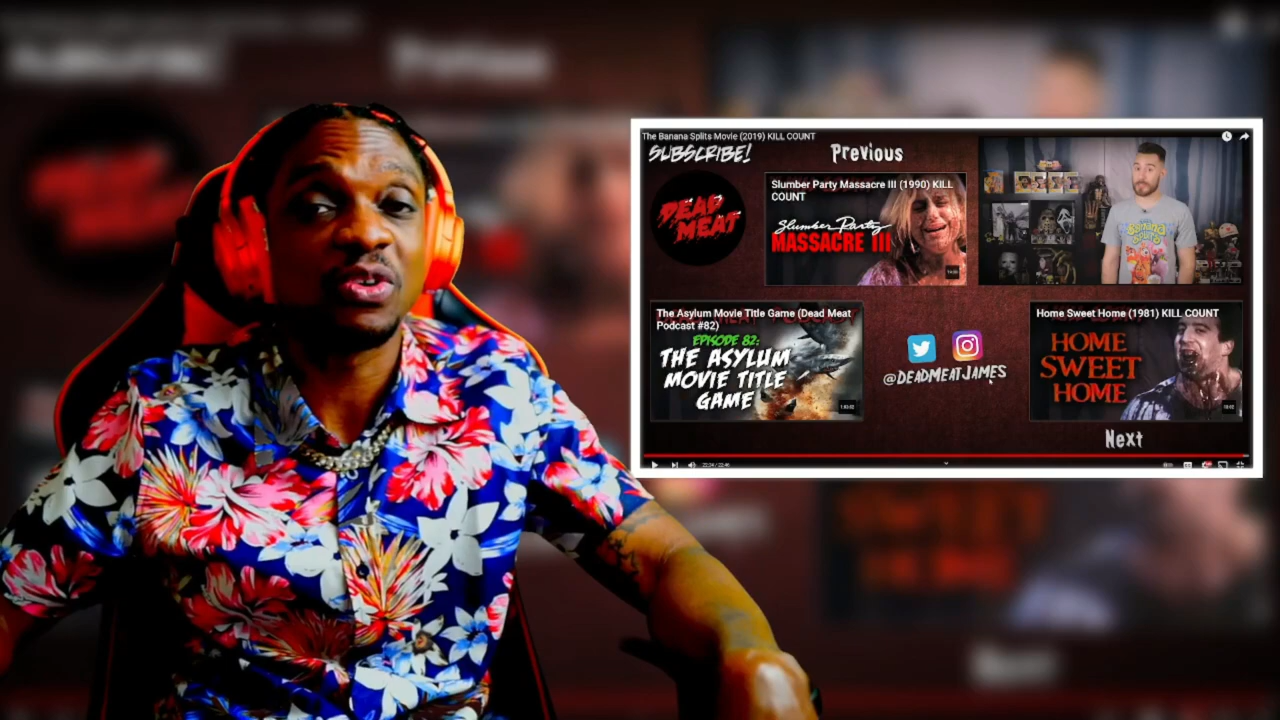 The Banana Splits Movie (2019) KILL COUNT
SUBSCRIBE!
Previous
DEAD
MEAT
Slumber Party Massacre III (1990) KILL
COUNT
Slumber Party
MASSACRE III
The Asylum Movie Title Game (Dead Meat
Podcast #82)
EPISODE 82:
THE ASYLUM
MOVIE TITLE
GAME
@DEADMEATJAMES
Home Sweet Home (1981) KILL COUNT
HOME
SWEET
HOME
Next